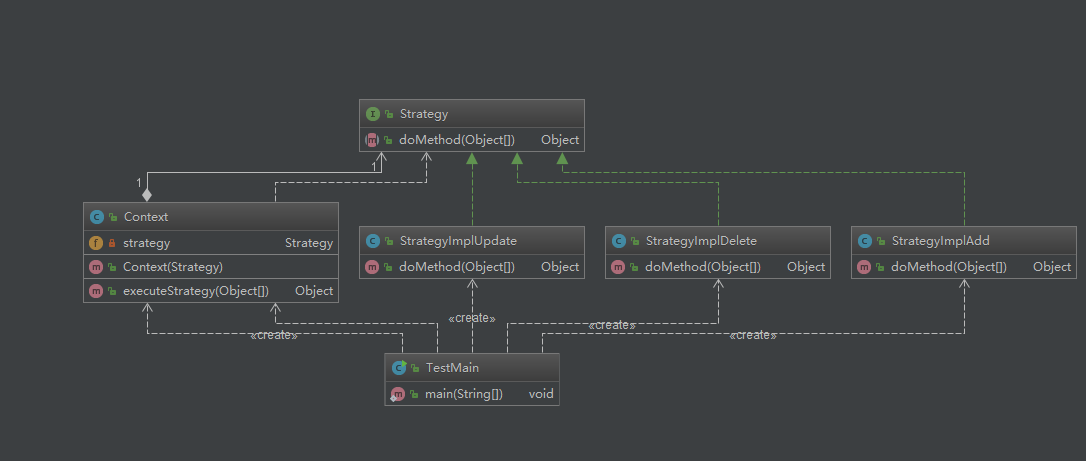 Strategy
doMethod(Object[]) Object
1
1
Context
strategy Strategy
Context(Strategy)
executeStrategy(Object[]) Object
StrategyImplUpdate
doMethod(Object[]) Object
StrategyImplDelete
doMethod(Object[]) Object
StrategyImplAdd
doMethod(Object[]) Object
«create»
«create»
«create»
«create»
TestMain
main(String[]) void